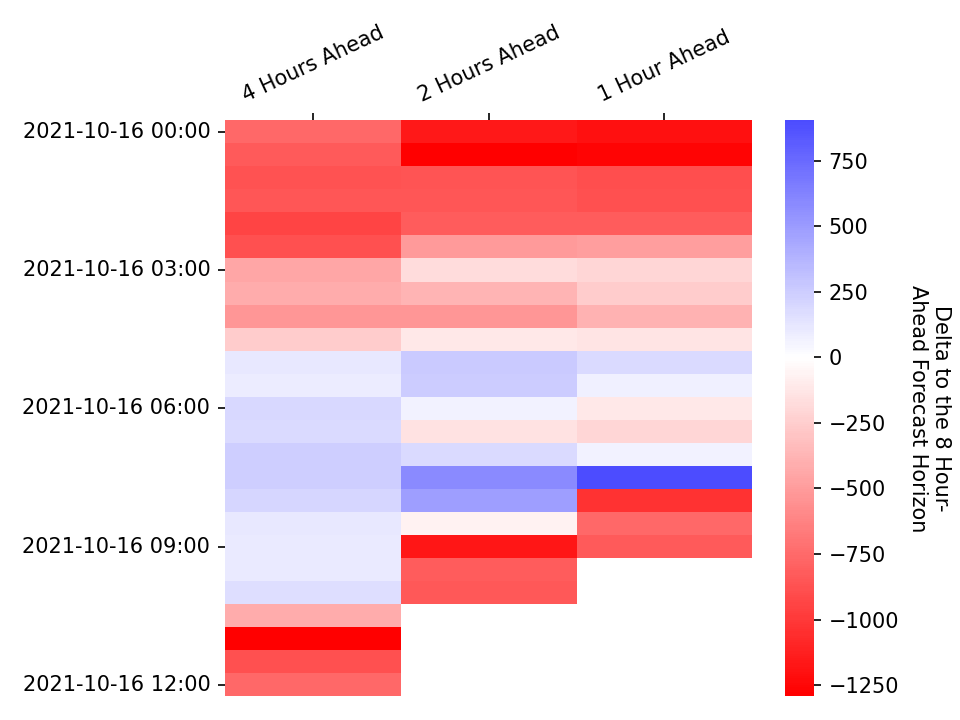 4 Hours Ahead
2 Hours Ahead
1 Hour Ahead
2021-10-16 00:00
2021-10-16 03:00
2021-10-16 06:00
2021-10-16 09:00
2021-10-16 12:00
750
500
250
0
−250
−500
−750
−1000
−1250
Delta to the 8 Hour-
Ahead Forecast Horizon